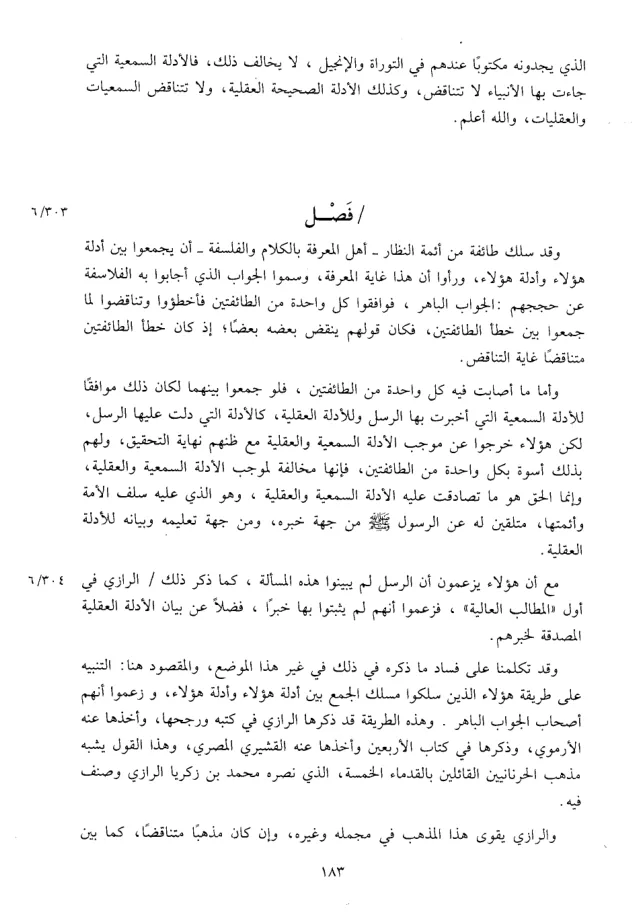 الذي يجدونه مكتوبًا عندهم في التوراة والإنجيل ، لا يخالف ذلك، فالأدلة السمعية التي
جاءت بها الأنبياء لا تتناقض، وكذلك الأدلة الصحيحة العقلية، ولا تتناقض السمعيات
والعقليات، والله أعلم.
٦/٣٠٣
/ فَصْــل
وقد سلك طائفة من أئمة النظار ـ أهل المعرفة بالكلام والفلسفة ـ أن يجمعوا بين أدلة
هؤلاء وأدلة هؤلاء، ورأوا أن هذا غاية المعرفة، وسموا الجواب الذي أجابوا به الفلاسفة
عن حججهم :الجواب الباهر ، فوافقوا كل واحدة من الطائفتين فأخطؤوا وتناقضوا لما
جمعوا بين خطأ الطائفتين، فكان قولهم ينقض بعضه بعضًا؛ إذ كان خطأ الطائفتين
متناقضًا غاية التناقض.
وأما ما أصابت فيه كل واحدة من الطائفتين ، فلو جمعوا بينهما لكان ذلك موافقًا
للأدلة السمعية التي أخبرت بها الرسل وللأدلة العقلية، كالأدلة التي دلت عليها الرسل،
لكن هؤلاء خرجوا عن موجب الأدلة السمعية والعقلية مع ظنهم نهاية التحقيق، ولهم
بذلك أسوة بكل واحدة من الطائفتين، فإنها مخالفة لموجب الأدلة السمعية والعقلية،
وإنما الحق هو ما تصادقت عليه الأدلة السمعية والعقلية ، وهو الذي عليه سلف الأمة
وأئمتها، متلقين له عن الرسول ﷺ من جهة خبره، ومن جهة تعليمه وبيانه للأدلة
العقلية.
مع أن هؤلاء يزعمون أن الرسل لم يبينوا هذه المسألة ، كما ذكر ذلك / الرازي في
٦/٣٠٤
أول «المطالب العالية» ، فزعموا أنهم لم يثبتوا بها خبرًا ، فضلاً عن بيان الأدلة العقلية
المصدقة لخبرهم.
وقد تكلمنا على فساد ما ذكره في ذلك في غير هذا الموضع، والمقصود هنا: التنبيه
على طريقة هؤلاء الذين سلكوا مسلك الجمع بين أدلة هؤلاء وأدلة هؤلاء، و زعموا أنهم
أصحاب الجواب الباهر . وهذه الطريقة قد ذكرها الرازي في كتبه ورجحها، وأخذها عنه
الأرموي، وذكرها في كتاب الأربعين وأخذها عنه القشيري المصري، وهذا القول يشبه
مذهب الحرنانيين القائلين بالقدماء الخمسة، الذي نصره محمد بن زكريا الرازي وصنف
فيه.
والرازي يقوى هذا المذهب في مجمله وغيره، وإن كان مذهبًا متناقضًا، كما بين
١٨٣